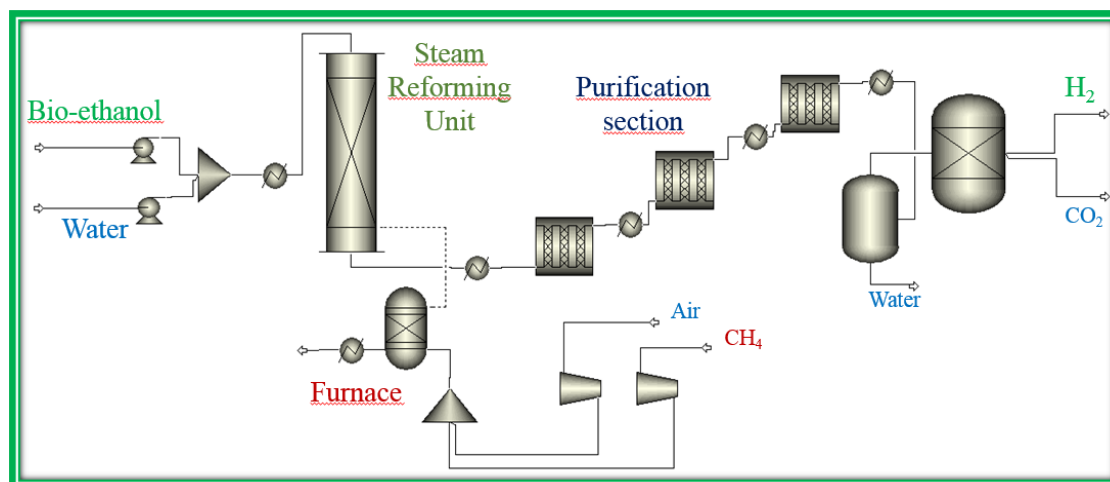 Bio-ethanol
Water
Steam
Reforming
Unit
Purification
section
H₂
CO₂
Water
Air
CH₄
Furnace